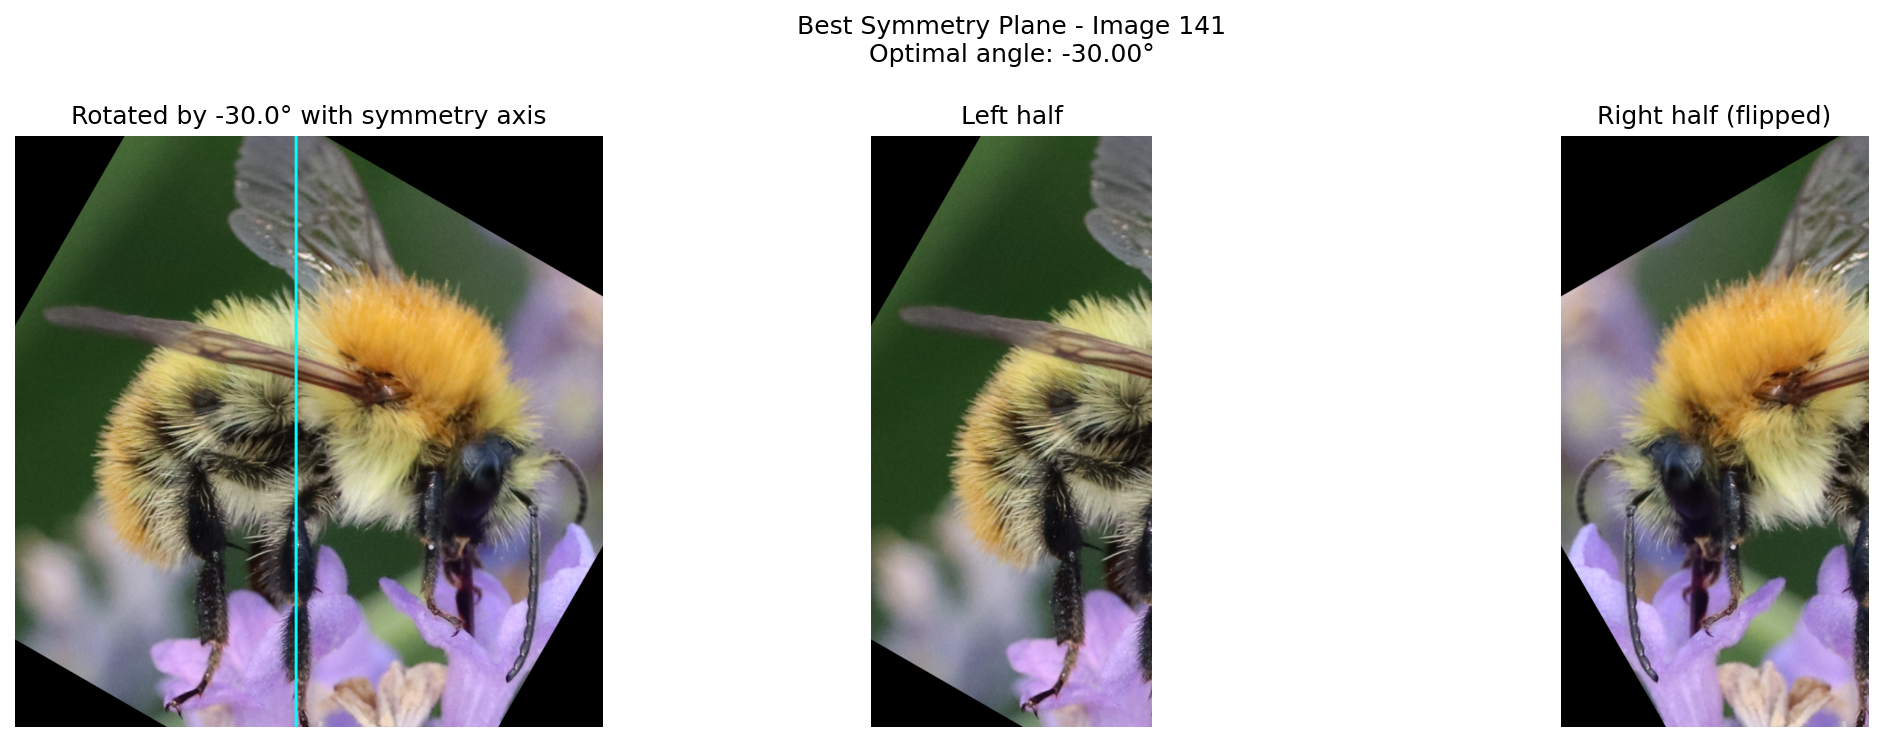 Best Symmetry Plane - Image 141
Optimal angle: -30.00°
Rotated by -30.0° with symmetry axis
Left half
Right half (flipped)